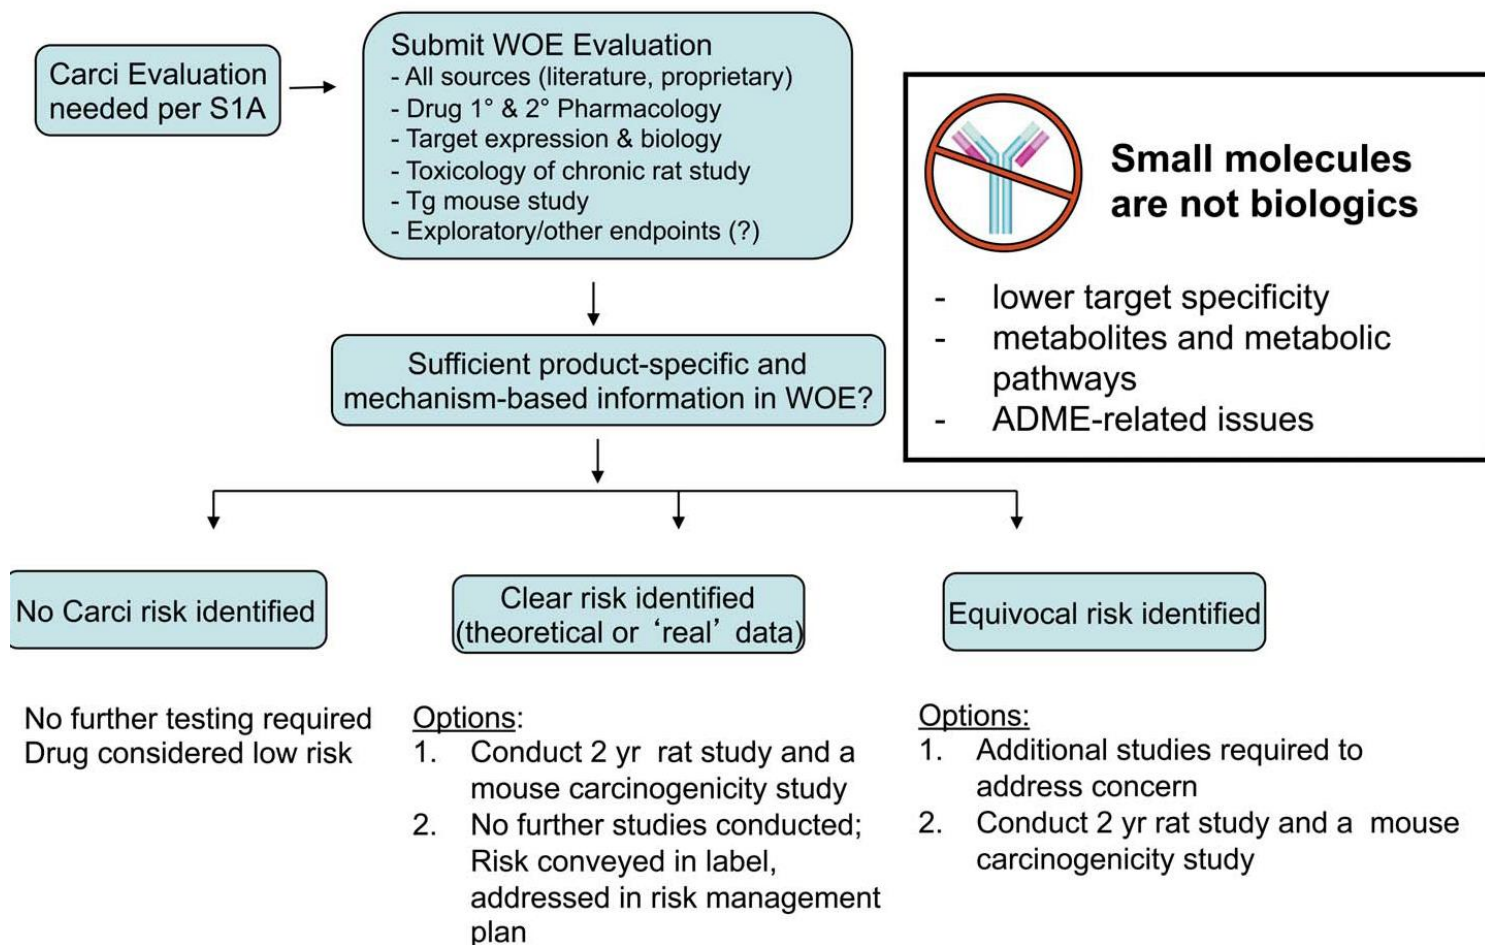 Carci Evaluation
needed per S1A
Submit WOE Evaluation
- All sources (literature, proprietary)
- Drug 1° & 2° Pharmacology
- Target expression & biology
- Toxicology of chronic rat study
- Tg mouse study
- Exploratory/other endpoints (?)
Small molecules
are not biologics
- lower target specificity
- metabolites and metabolic
pathways
- ADME-related issues
Sufficient product-specific and
mechanism-based information in WOE?
No Carci risk identified
Clear risk identified
(theoretical or ‘real’ data)
Equivocal risk identified
No further testing required
Drug considered low risk
Options:
1. Conduct 2 yr rat study and a
mouse carcinogenicity study
2. No further studies conducted;
Risk conveyed in label,
addressed in risk management
plan
Options:
1. Additional studies required to
address concern
2. Conduct 2 yr rat study and a mouse
carcinogenicity study